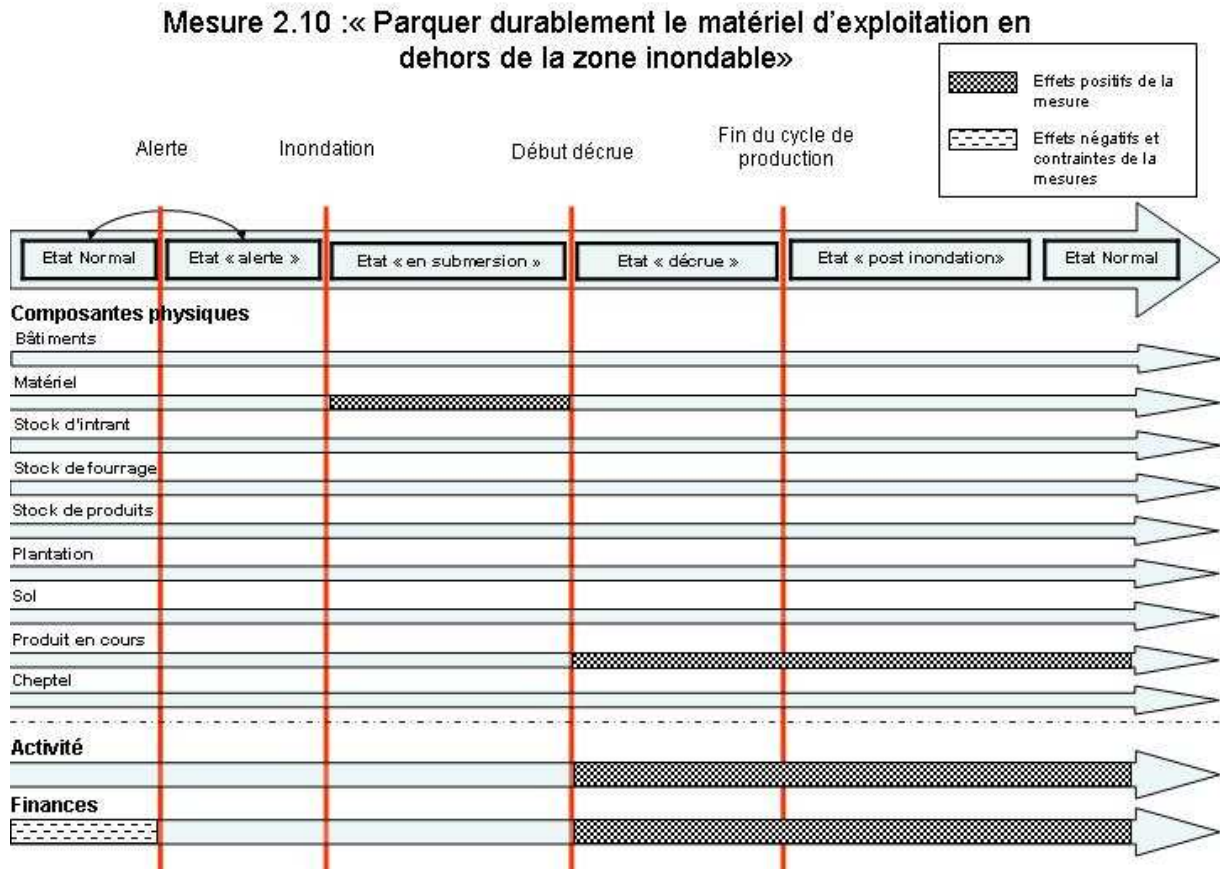 Mesure 2.10 :« Parquer durablement le matériel d'exploitation en
dehors de la zone inondable»
Effets positifs de la
mesure
Effets négatifs et
contraintes de la
mesures
Alerte
Inondation
Début décrue
Fin du cycle de
production
Etat Normal
Etat « alerte »
Etat « en submersion »
Etat « décrue »
Etat « post inondation»
Etat Normal
Composantes physiques
Bâtiments
Matériel
Stock d'intrant
Stock de fourrage
Stock de produits
Plantation
Sol
Produit en cours
Cheptel
Activité
Finances